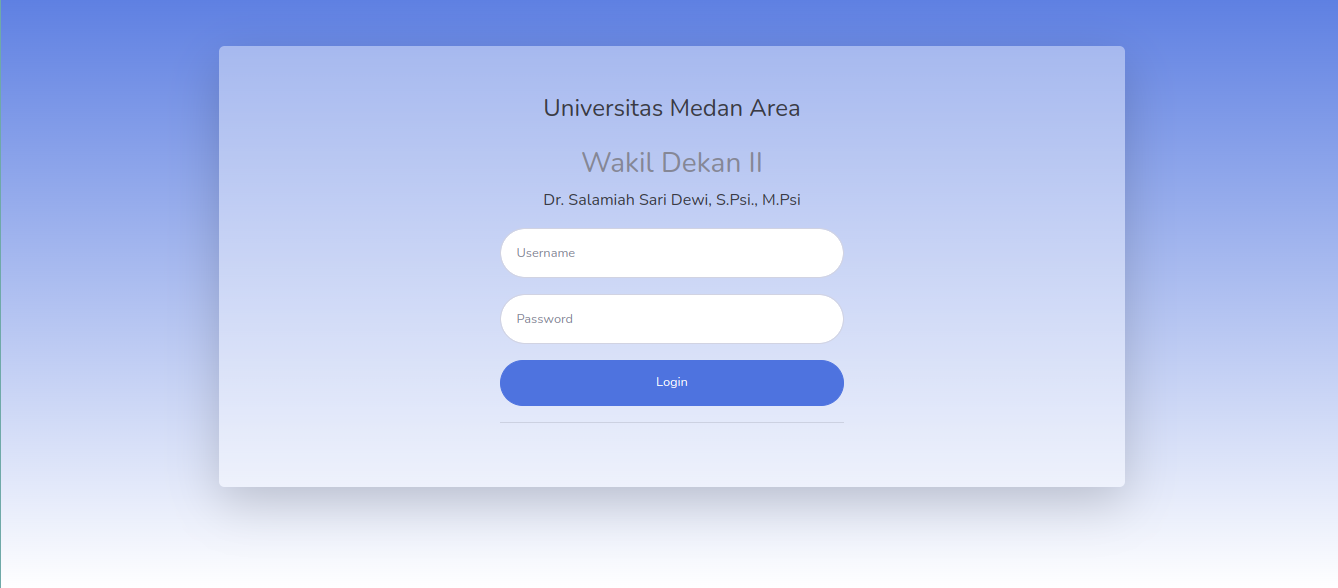 Universitas Medan Area
Wakil Dekan II
Dr. Salamiah Sari Dewi, S.Psi., M.Psi
Username
Password
Login